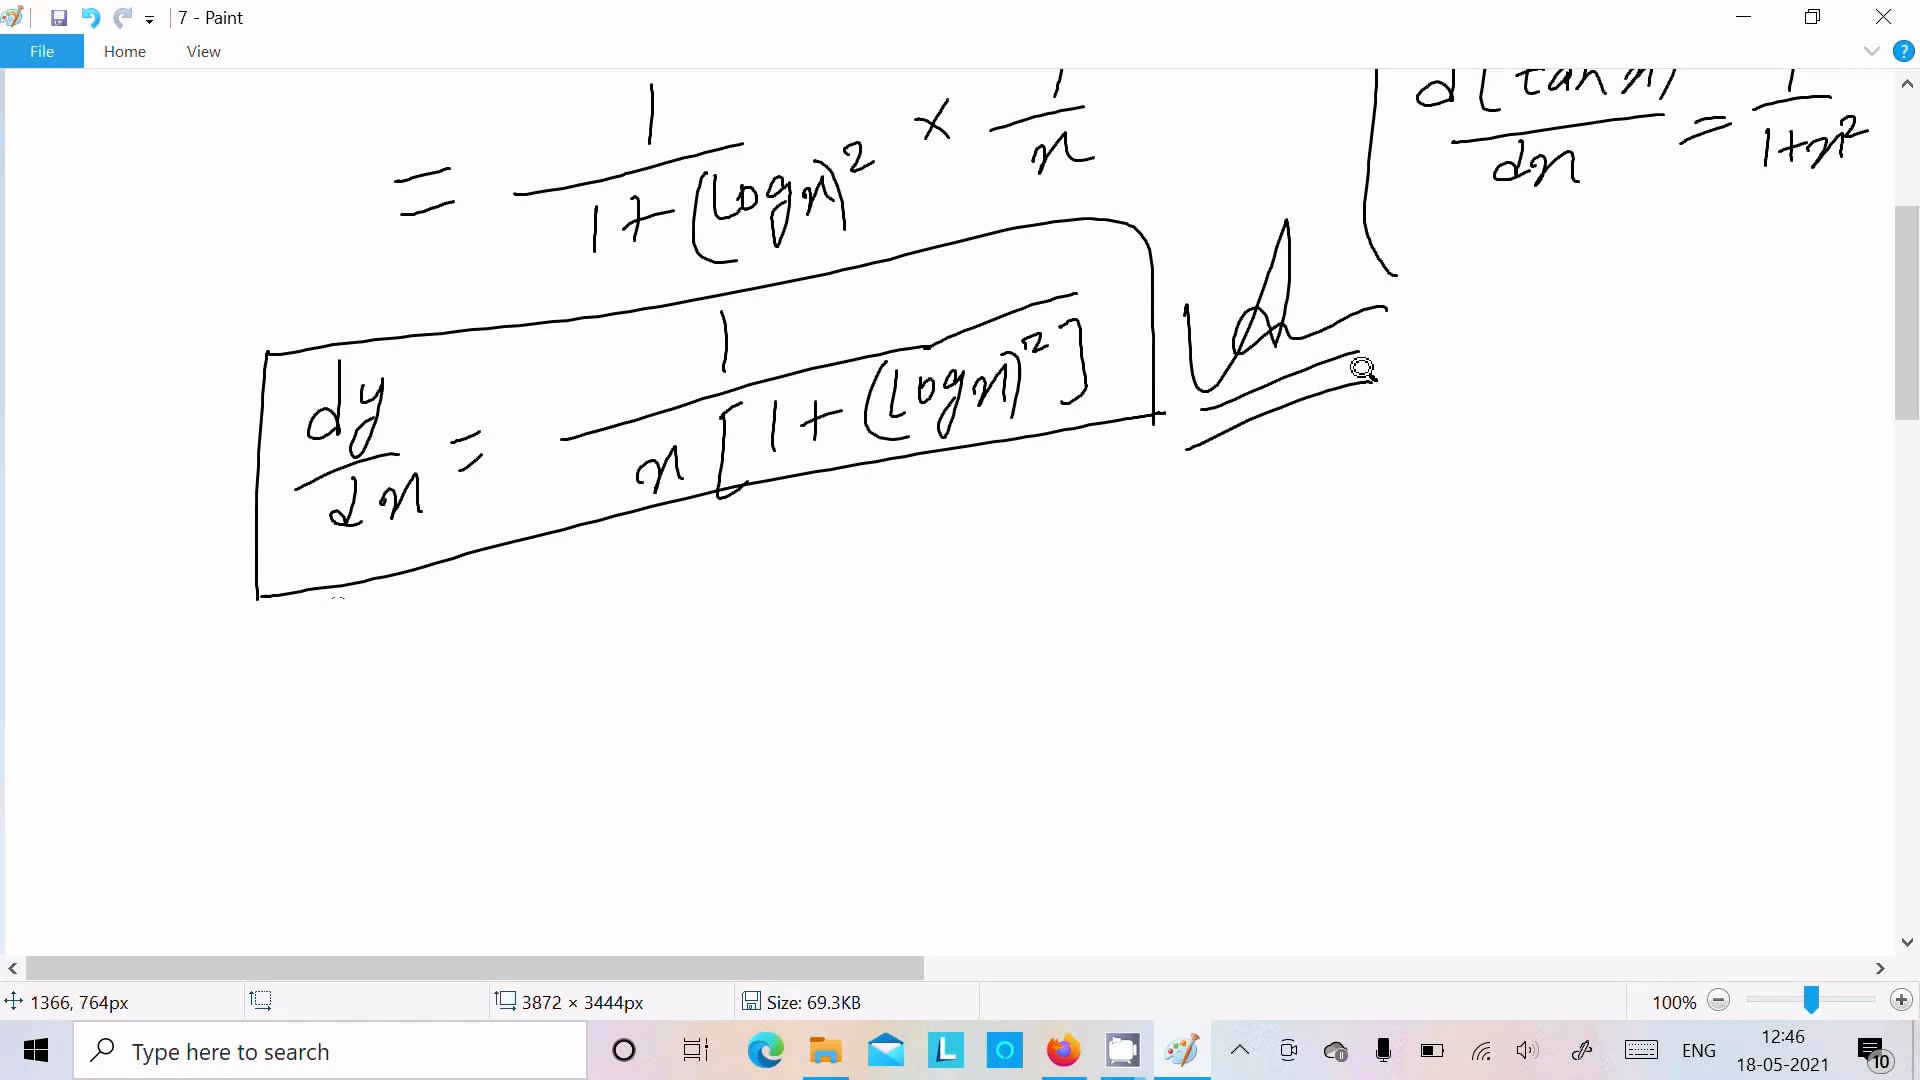 7 - Paint
File Home View
= 1 / 1+(logx)² × 1/x
d(tan x) / dx = 1 / 1+x²
dy/dx = 1 / x[1+(logx)²]
1366, 764px 3872 × 3444px Size: 69.3KB 100%
Type here to search
L
ENG
12:46
18-05-2021
10